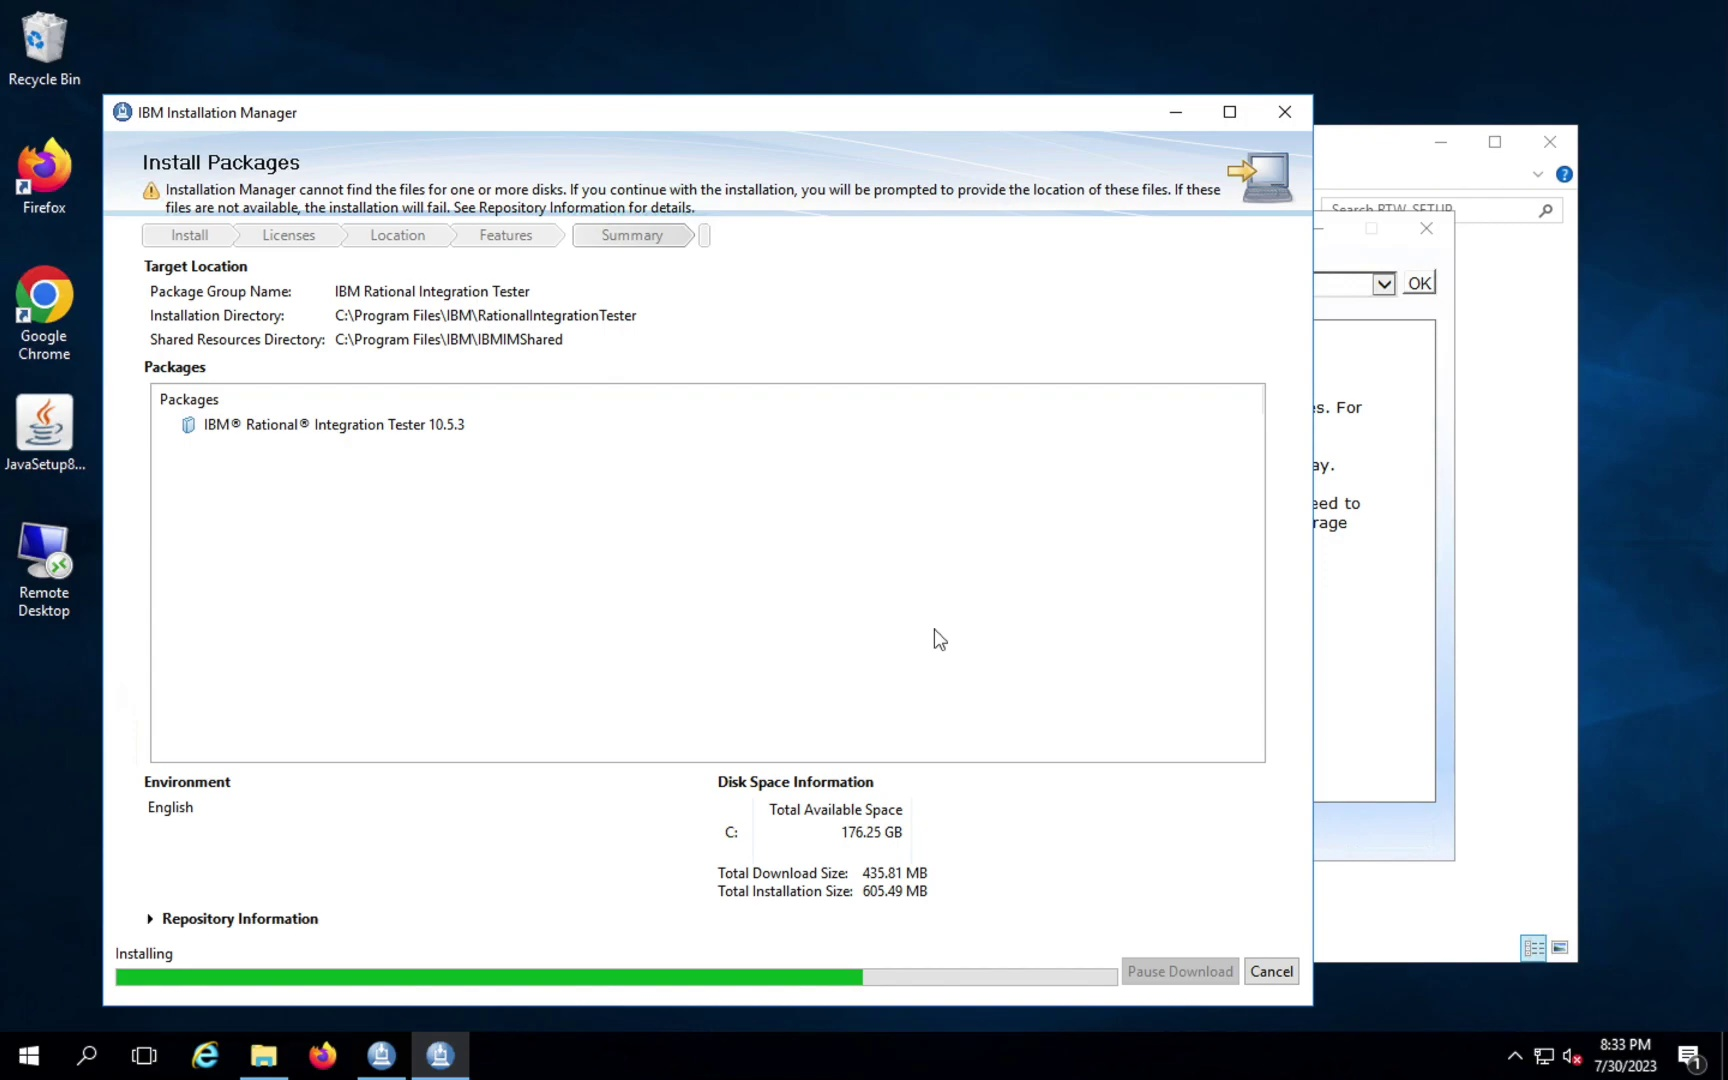 Recycle Bin
Firefox
Google
Chrome
JavaSetup8...
Remote
Desktop
IBM Installation Manager
Install Packages
Installation Manager cannot find the files for one or more disks. If you continue with the installation, you will be prompted to provide the location of these files. If these
files are not available, the installation will fail. See Repository Information for details.
Install
Licenses
Location
Features
Summary
Target Location
Package Group Name: IBM Rational Integration Tester
Installation Directory: C:\Program Files\IBM\RationalIntegrationTester
Shared Resources Directory: C:\Program Files\IBM\IBMIMShared
Packages
Packages
IBM® Rational® Integration Tester 10.5.3
Environment
English
Disk Space Information
Total Available Space
C: 176.25 GB
Total Download Size: 435.81 MB
Total Installation Size: 605.49 MB
Repository Information
Installing
Pause Download
Cancel
Search RTW_SETUP
OK
es. For
ay.
eed to
rage
8:33 PM
7/30/2023
1